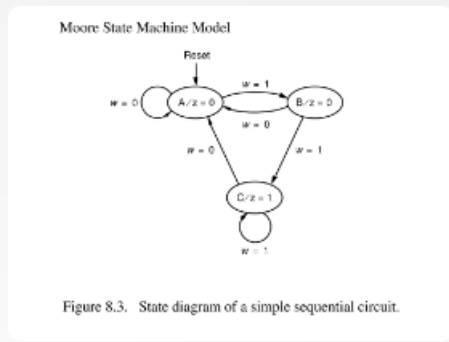 Moore State Machine Model
Reset
w = 1
w = 0
A/z = 0
B/z = 0
w = 0
w = 0
w = 1
C/z = 1
w = 1
Figure 8.3. State diagram of a simple sequential circuit.